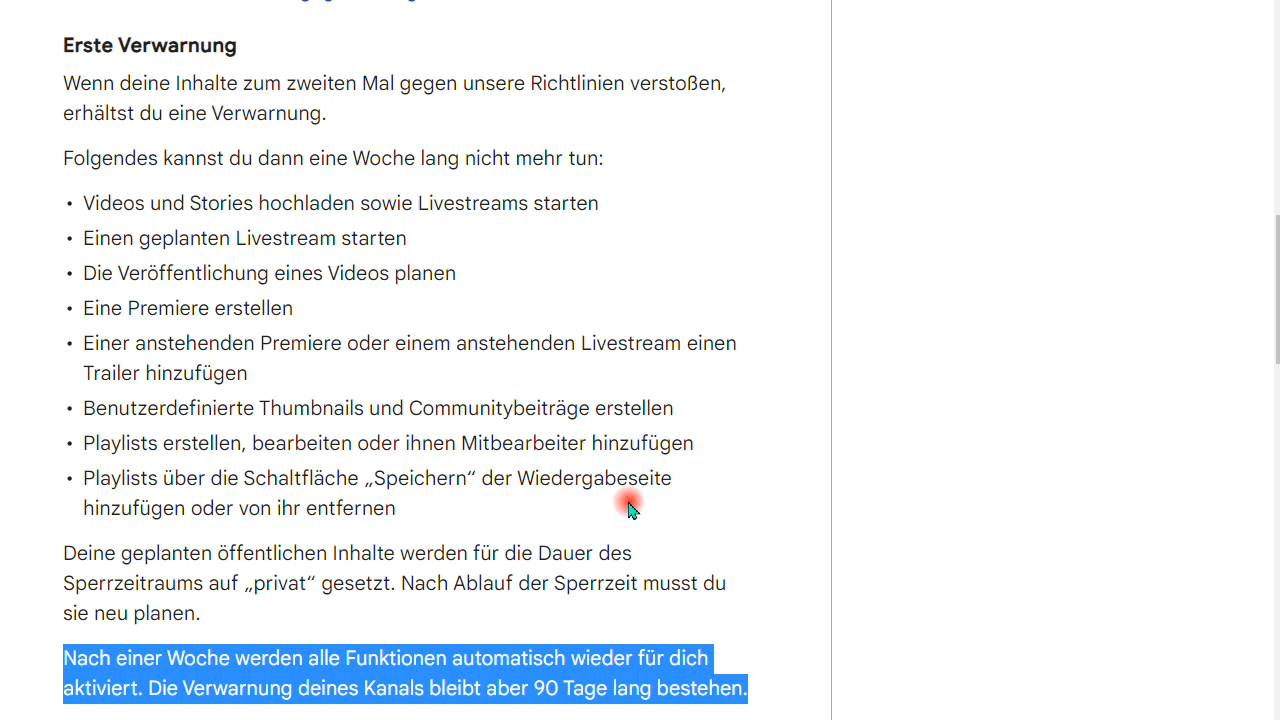 Erste Verwarnung
Wenn deine Inhalte zum zweiten Mal gegen unsere Richtlinien verstoßen,
erhältst du eine Verwarnung.
Folgendes kannst du dann eine Woche lang nicht mehr tun:
• Videos und Stories hochladen sowie Livestreams starten
• Einen geplanten Livestream starten
• Die Veröffentlichung eines Videos planen
• Eine Premiere erstellen
• Einer anstehenden Premiere oder einem anstehenden Livestream einen
Trailer hinzufügen
• Benutzerdefinierte Thumbnails und Communitybeiträge erstellen
• Playlists erstellen, bearbeiten oder ihnen Mitbearbeiter hinzufügen
• Playlists über die Schaltfläche „Speichern“ der Wiedergabeseite
hinzufügen oder von ihr entfernen
Deine geplanten öffentlichen Inhalte werden für die Dauer des
Sperrzeitraums auf „privat“ gesetzt. Nach Ablauf der Sperrzeit musst du
sie neu planen.
Nach einer Woche werden alle Funktionen automatisch wieder für dich
aktiviert. Die Verwarnung deines Kanals bleibt aber 90 Tage lang bestehen.